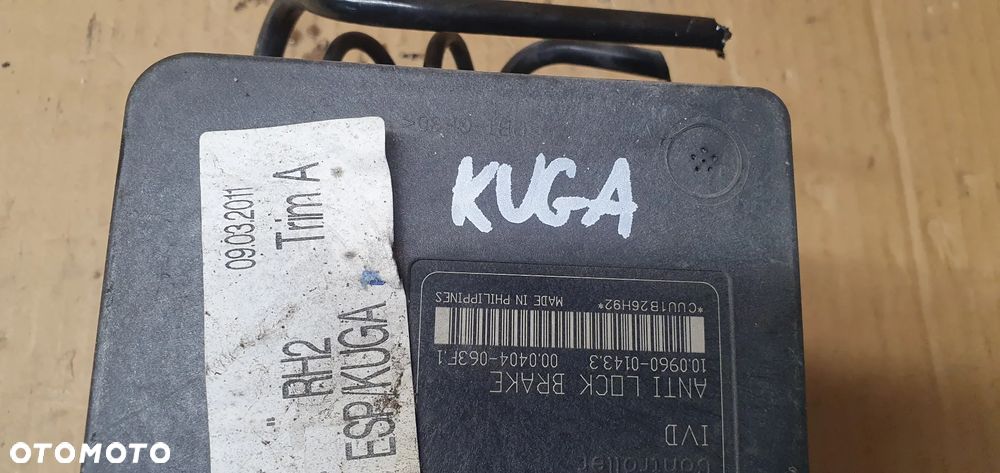 KUGA
09.03.2011
Trim A
" RH2
ESP/KUGA
Controller
IVD
ANTI LOCK BRAKE
10.0960-0143.3 00.0404-063F.1
*CUU1B26H92* MADE IN PHILIPPINES
OTOMOTO